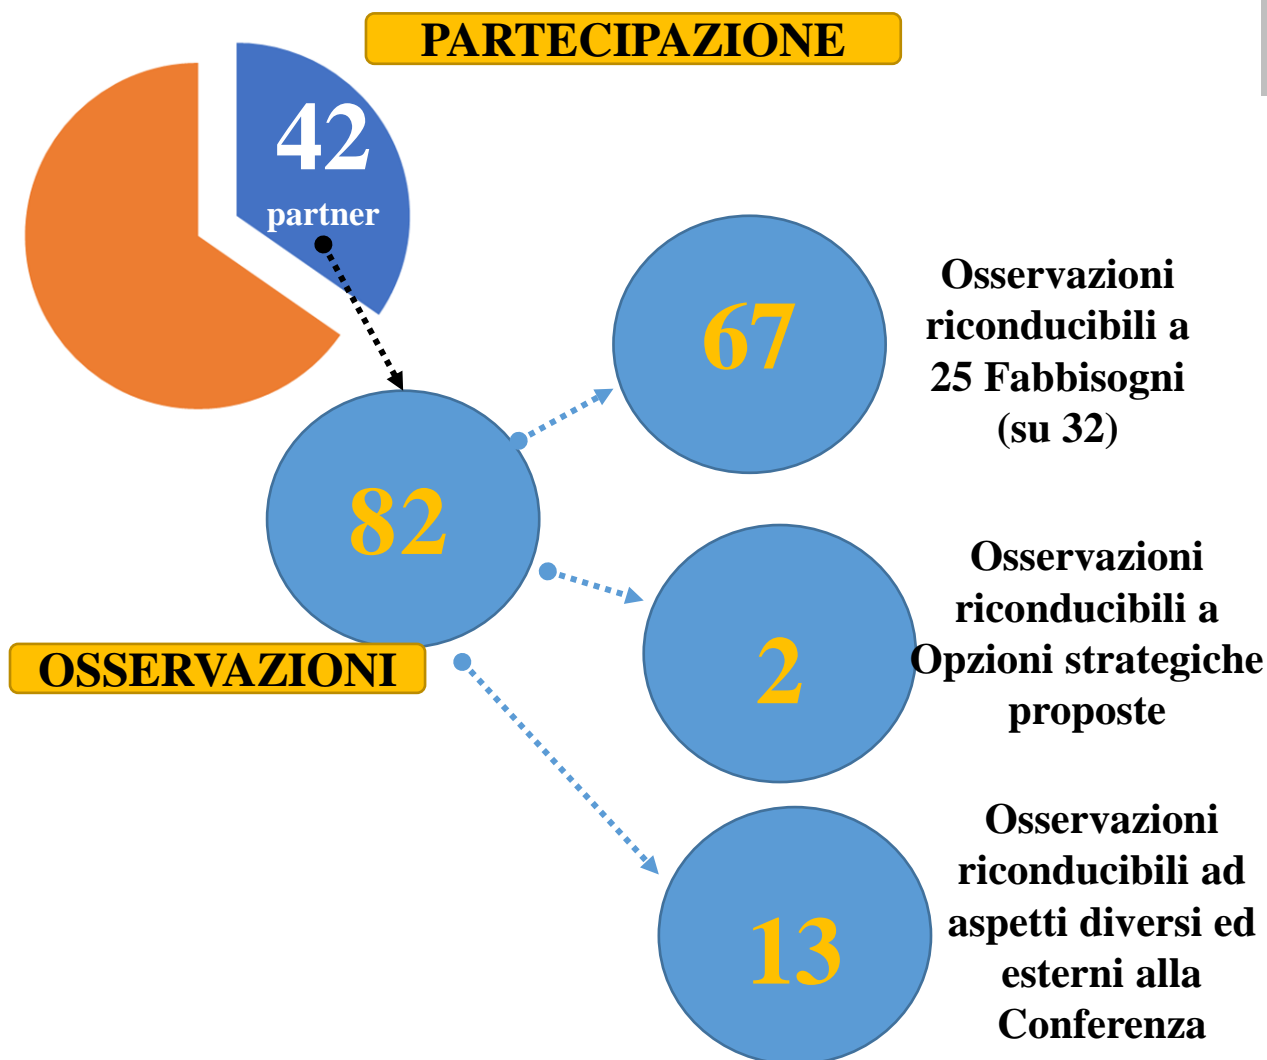 PARTECIPAZIONE
42
partner
67
Osservazioni
riconducibili a
25 Fabbisogni
(su 32)
82
OSSERVAZIONI
2
Osservazioni
riconducibili a
Opzioni strategiche
proposte
13
Osservazioni
riconducibili ad
aspetti diversi ed
esterni alla
Conferenza